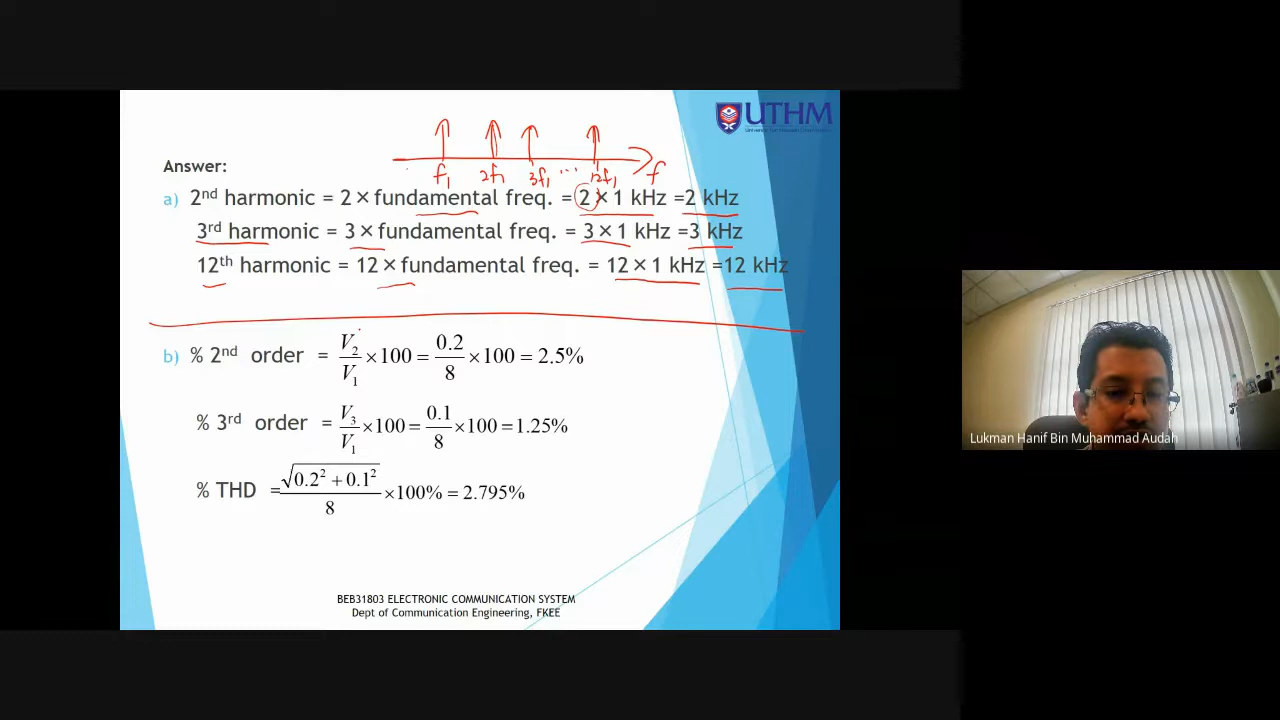 UTHM
Answer:
f₁ 2f₁ 3f₁ ... 12f₁ f
a) 2nd harmonic = 2 × fundamental freq. = 2 × 1 kHz =2 kHz
3rd harmonic = 3 × fundamental freq. = 3 × 1 kHz =3 kHz
12th harmonic = 12 × fundamental freq. = 12 × 1 kHz =12 kHz
b) % 2nd order = V₂/V₁ ×100 = 0.2/8 ×100 = 2.5%
% 3rd order = V₃/V₁ ×100 = 0.1/8 ×100 = 1.25%
% THD = √(0.2² + 0.1²)/8 ×100% = 2.795%
BEB31803 ELECTRONIC COMMUNICATION SYSTEM
Dept of Communication Engineering, FKEE
Lukman Hanif Bin Muhammad Audah